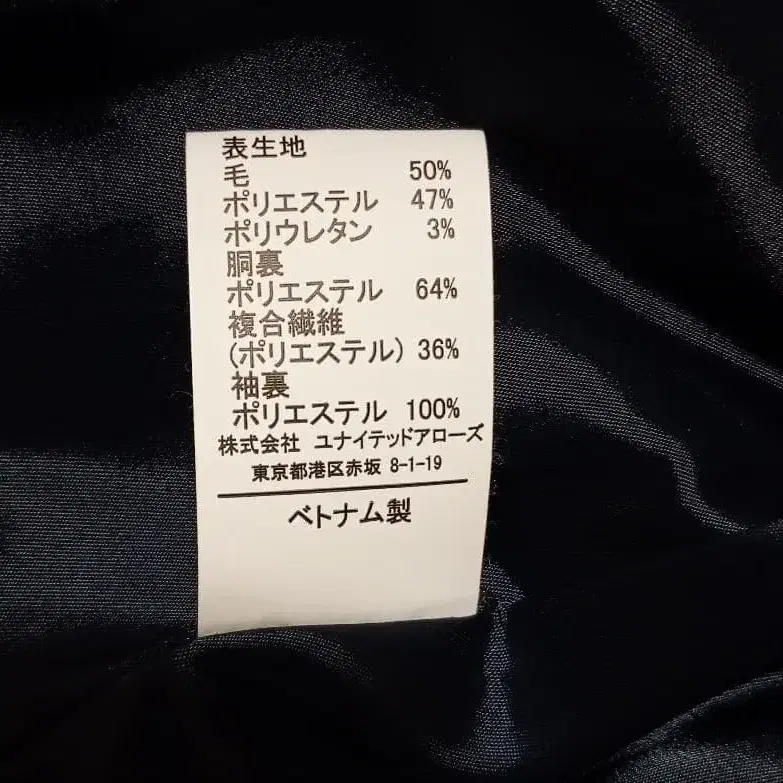 表生地
毛 50%
ポリエステル 47%
ポリウレタン 3%
胴裏
ポリエステル 64%
複合繊維
(ポリエステル) 36%
袖裏
ポリエステル 100%
株式会社 ユナイテッドアローズ
東京都港区赤坂 8-1-19
ベトナム製